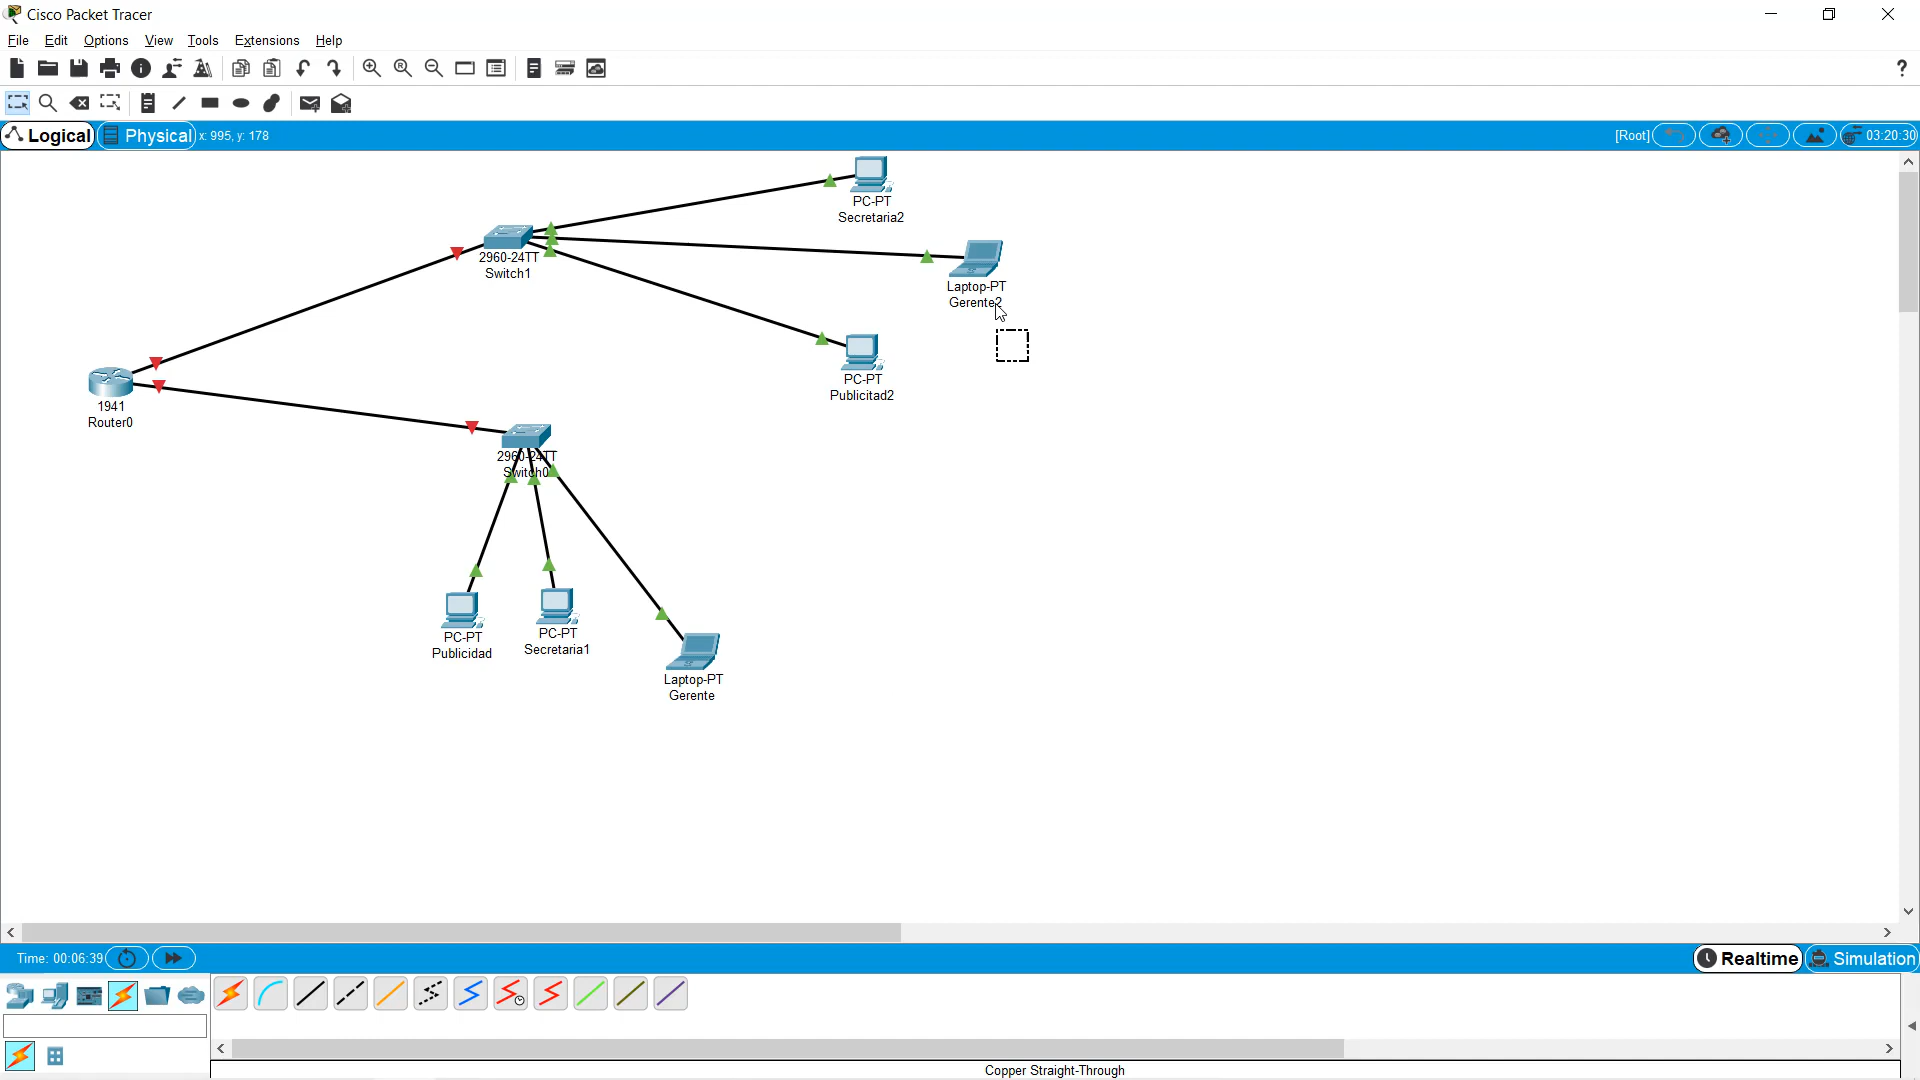 Cisco Packet Tracer
File Edit Options View Tools Extensions Help
?
Logical Physical x: 995, y: 178 [Root] 03:20:30
PC-PT
Secretaria2
2960-24TT
Switch1
Laptop-PT
Gerente2
PC-PT
Publicitad2
1941
Router0
2960-24TT
Switch0
PC-PT
Publicidad
PC-PT
Secretaria1
Laptop-PT
Gerente
Time: 00:06:39 Realtime Simulation
Copper Straight-Through